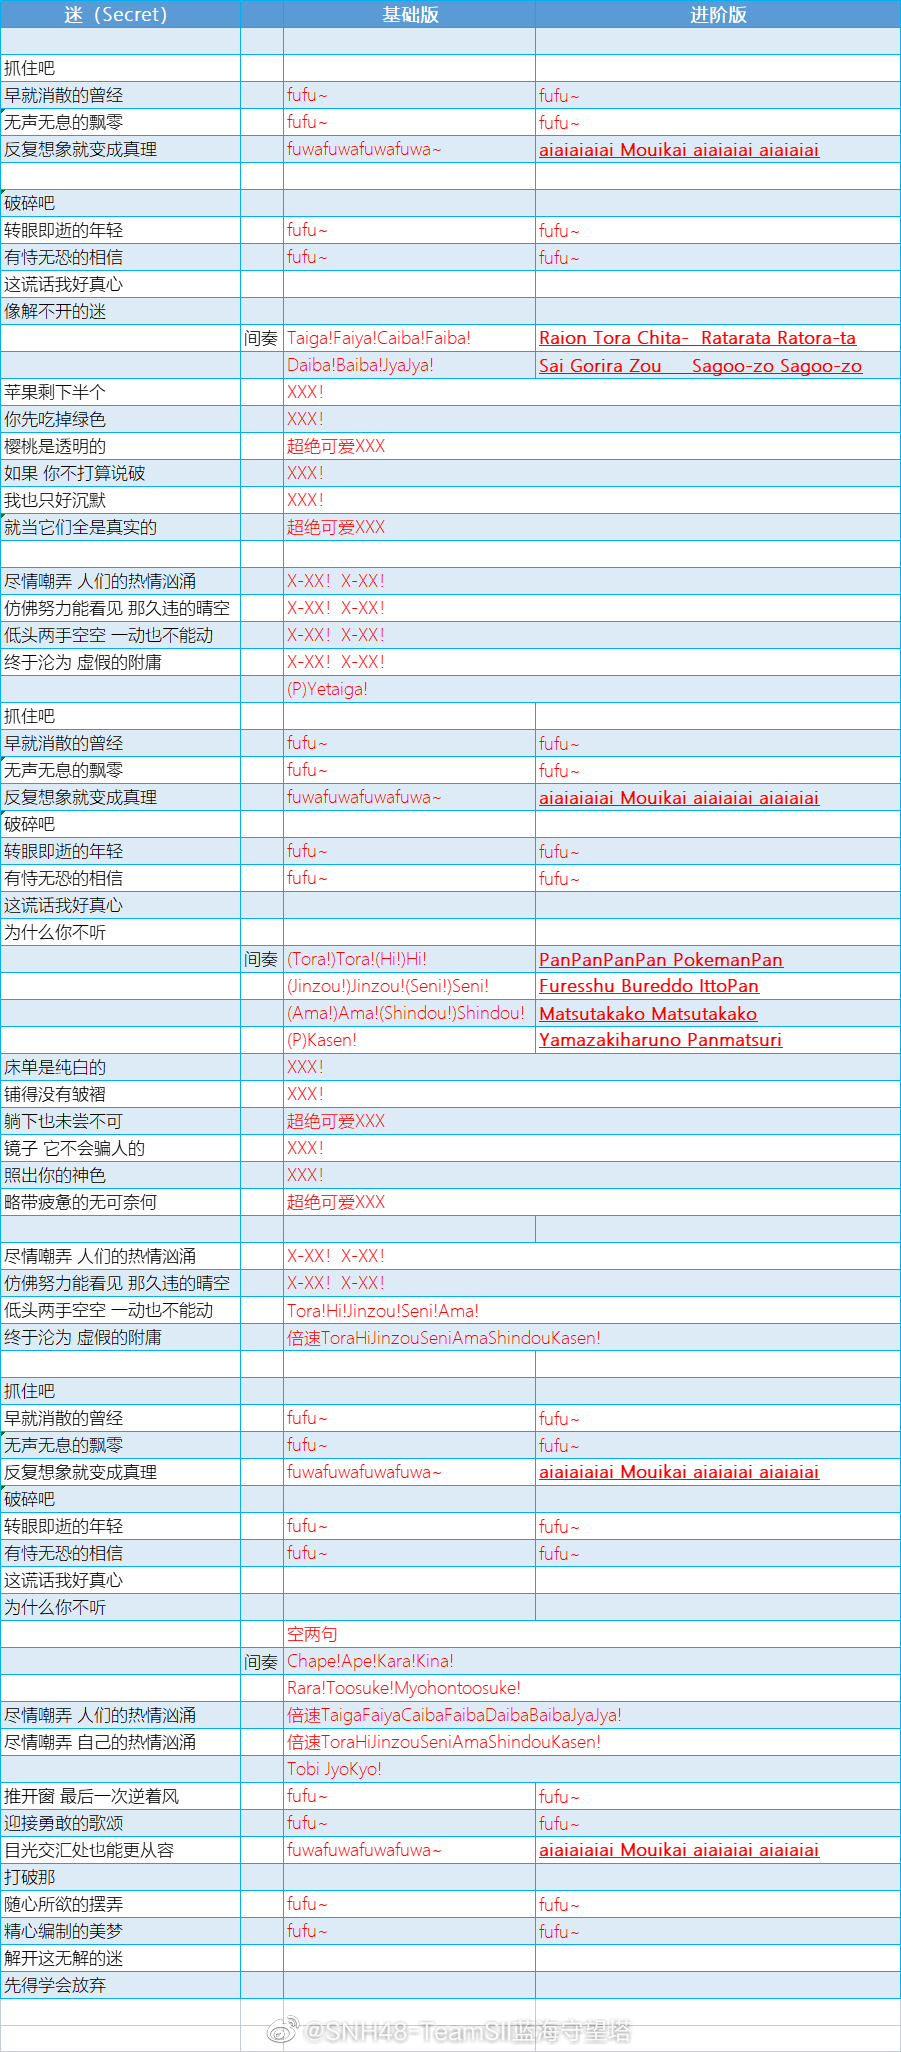 迷（Secret） 基础版 进阶版
抓住吧
早就消散的曾经 fufu~ fufu~
无声无息的飘零 fufu~ fufu~
反复想象就变成真理 fuwafuwafuwafuwa~ aiaiaiaiai Mouikai aiaiaiai aiaiaiai
破碎吧
转眼即逝的年轻 fufu~ fufu~
有恃无恐的相信 fufu~ fufu~
这谎话我好真心
像解不开的迷
间奏 Taiga!Faiya!Caiba!Faiba! Raion Tora Chita- Ratarata Ratora-ta
Daiba!Baiba!JyaJya! Sai Gorira Zou Sagoo-zo Sagoo-zo
苹果剩下半个 XXX!
你先吃掉绿色 XXX!
樱桃是透明的 超绝可爱XXX
如果 你不打算说破 XXX!
我也只好沉默 XXX!
就当它们全是真实的 超绝可爱XXX
尽情嘲弄 人们的热情汹涌 X-XX! X-XX!
仿佛努力能看见 那久违的晴空 X-XX! X-XX!
低头两手空空 一动也不能动 X-XX! X-XX!
终于沦为 虚假的附庸 X-XX! X-XX!
(P)Yetaiga!
抓住吧
早就消散的曾经 fufu~ fufu~
无声无息的飘零 fufu~ fufu~
反复想象就变成真理 fuwafuwafuwafuwa~ aiaiaiaiai Mouikai aiaiaiai aiaiaiai
破碎吧
转眼即逝的年轻 fufu~ fufu~
有恃无恐的相信 fufu~ fufu~
这谎话我好真心
为什么你不听
间奏 (Tora!)Tora!(Hi!)Hi! PanPanPanPan PokemanPan
(Jinzou!)Jinzou!(Seni!)Seni! Furesshu Bureddo IttoPan
(Ama!)Ama!(Shindou!)Shindou! Matsutakako Matsutakako
(P)Kasen! Yamazakiharuno Panmatsuri
床单是纯白的 XXX!
铺得没有皱褶 XXX!
躺下也未尝不可 超绝可爱XXX
镜子 它不会骗人的 XXX!
照出你的神色 XXX!
略带疲惫的无可奈何 超绝可爱XXX
尽情嘲弄 人们的热情汹涌 X-XX! X-XX!
仿佛努力能看见 那久违的晴空 X-XX! X-XX!
低头两手空空 一动也不能动 Tora!Hi!Jinzou!Seni!Ama!
终于沦为 虚假的附庸 倍速ToraHiJinzouSeniAmaShindouKasen!
抓住吧
早就消散的曾经 fufu~ fufu~
无声无息的飘零 fufu~ fufu~
反复想象就变成真理 fuwafuwafuwafuwa~ aiaiaiaiai Mouikai aiaiaiai aiaiaiai
破碎吧
转眼即逝的年轻 fufu~ fufu~
有恃无恐的相信 fufu~ fufu~
这谎话我好真心
为什么你不听
空两句
间奏 Chape!Ape!Kara!Kina!
Rara!Toosuke!Myohontoosuke!
尽情嘲弄 人们的热情汹涌 倍速TaigaFaiyaCaibaFaibaDaibaBaibaJyaJya!
尽情嘲弄 自己的热情汹涌 倍速ToraHiJinzouSeniAmaShindouKasen!
Tobi JyoKyo!
推开窗 最后一次逆着风 fufu~ fufu~
迎接勇敢的歌颂 fufu~ fufu~
目光交汇处也能更从容 fuwafuwafuwafuwa~ aiaiaiaiai Mouikai aiaiaiai aiaiaiai
打破那
随心所欲的摆弄 fufu~ fufu~
精心编制的美梦 fufu~ fufu~
解开这无解的迷
先得学会放弃
@SNH48-TeamSII蓝海守望塔